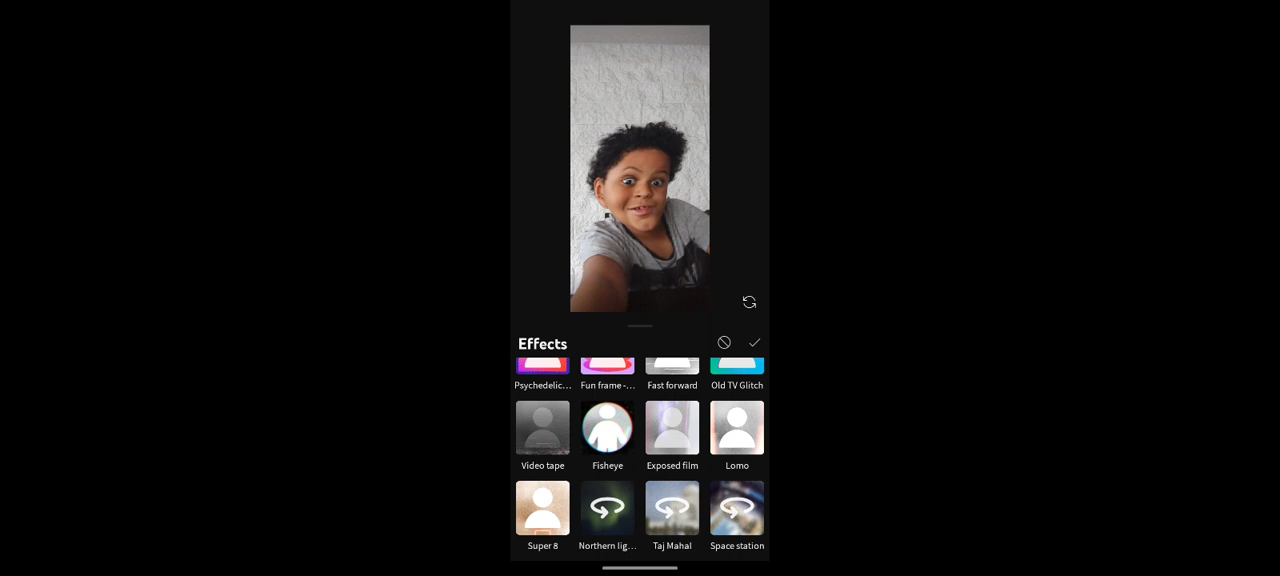 Effects
Psychedelic...
Fun frame -...
Fast forward
Old TV Glitch
Video tape
Fisheye
Exposed film
Lomo
Super 8
Northern lig...
Taj Mahal
Space station